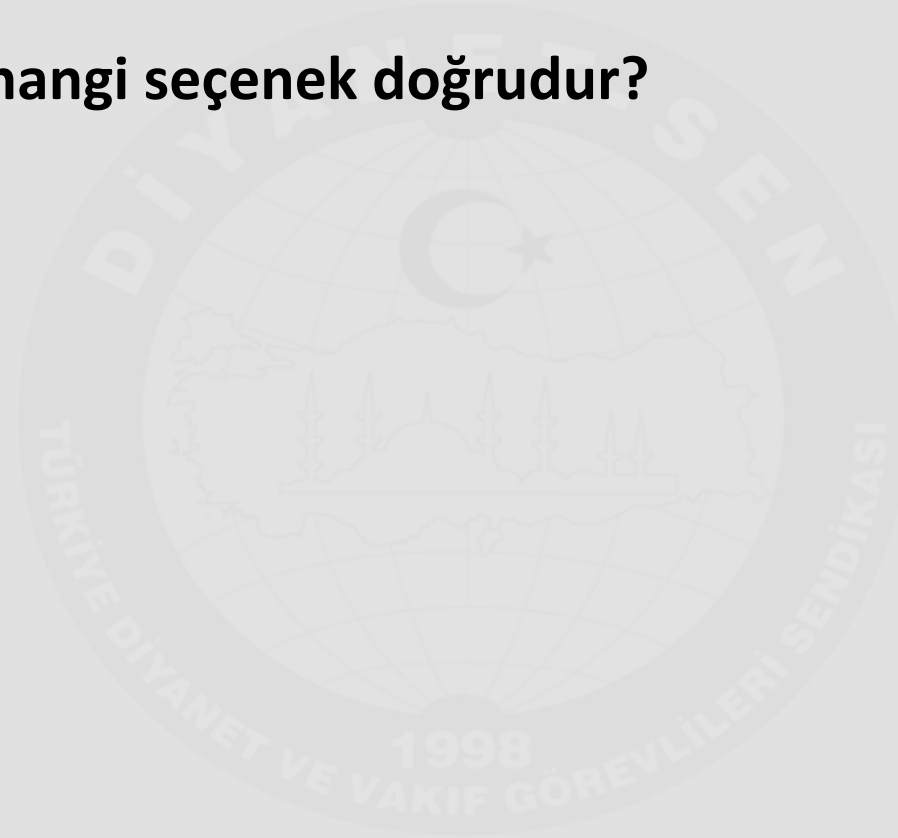 hangi seçenek doğrudur?
DİYANET-SEN
TÜRKİYE DİYANET VE VAKIF GÖREVLİLERİ SENDİKASI
1998